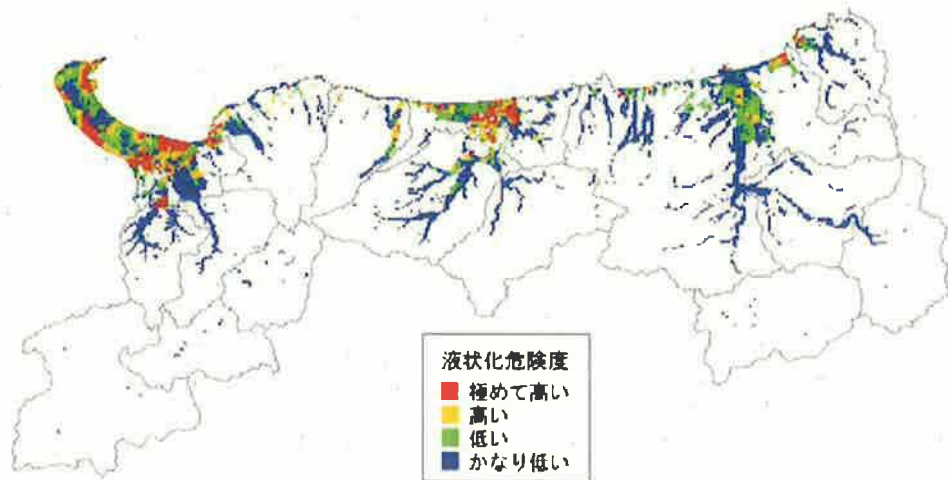 液状化危険度
極めて高い
高い
低い
かなり低い